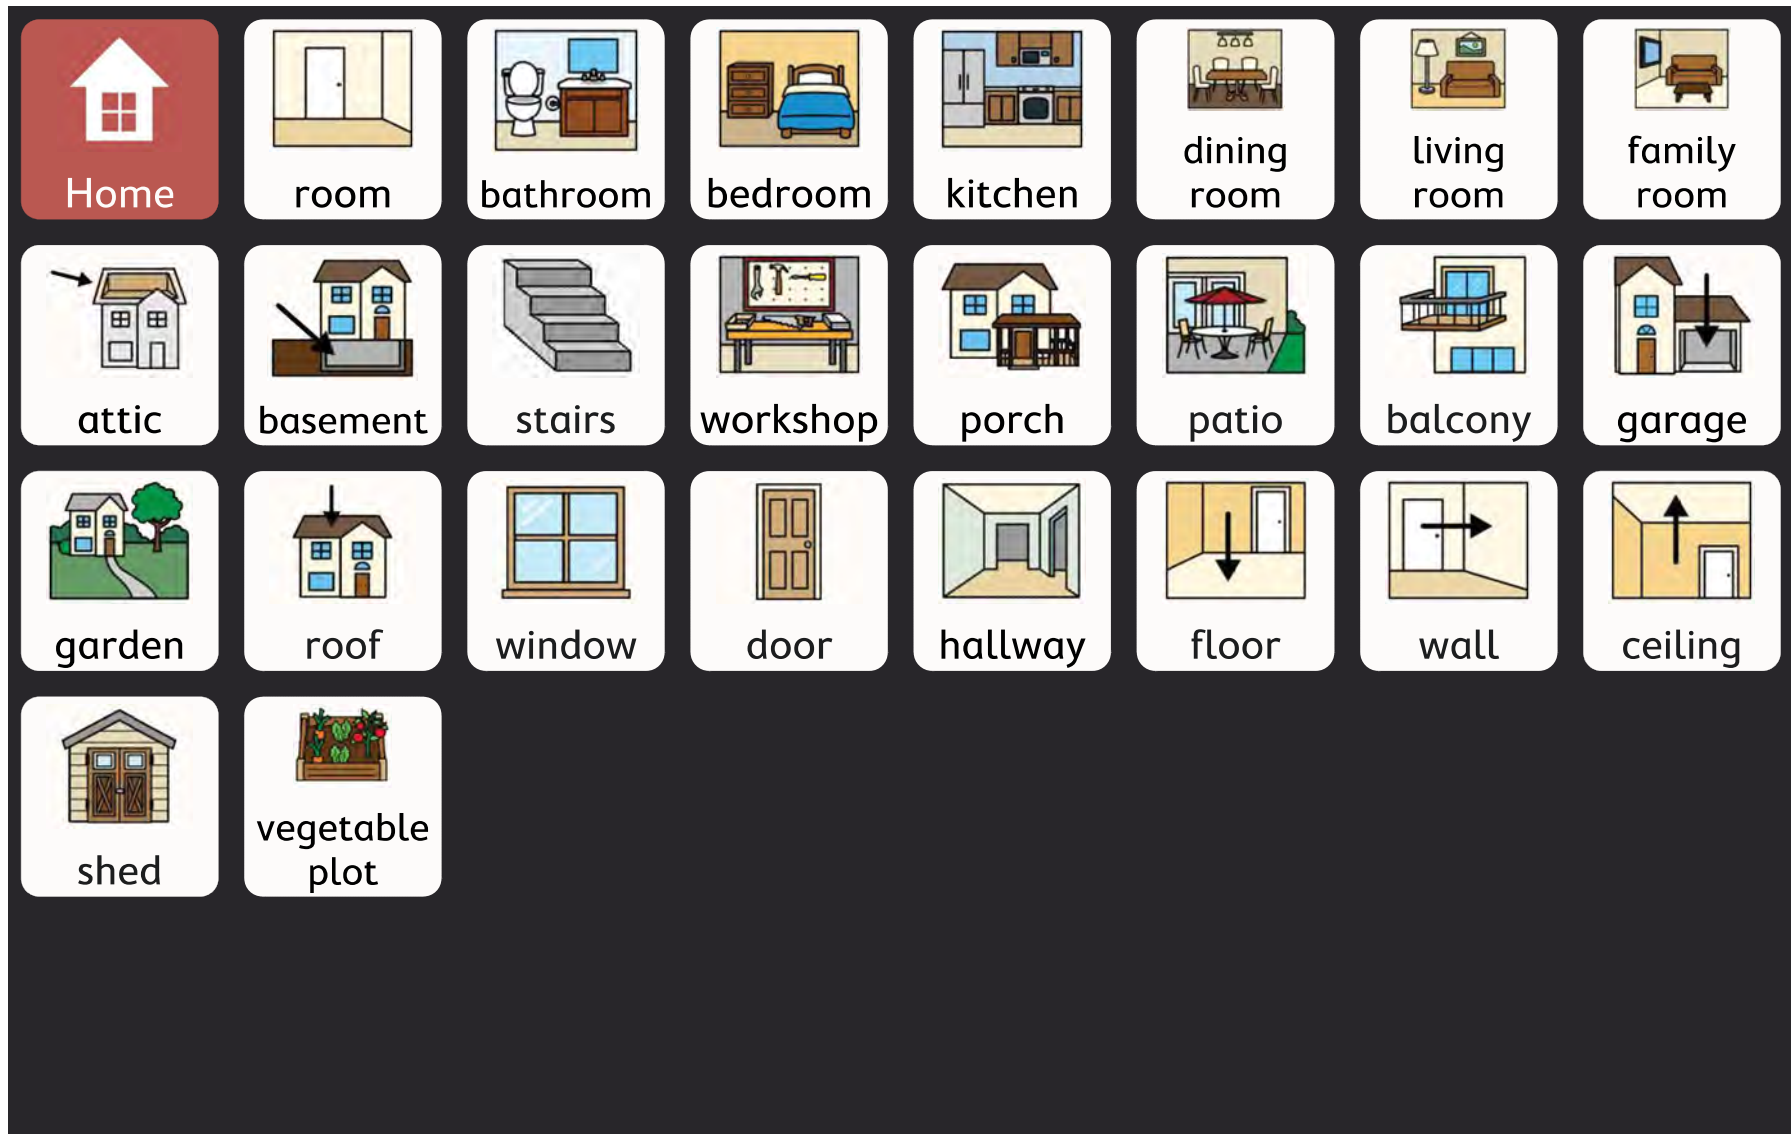 Home
room
bathroom
bedroom
kitchen
dining
room
living
room
family
room
attic
basement
stairs
workshop
porch
patio
balcony
garage
garden
roof
window
door
hallway
floor
wall
ceiling
shed
vegetable
plot